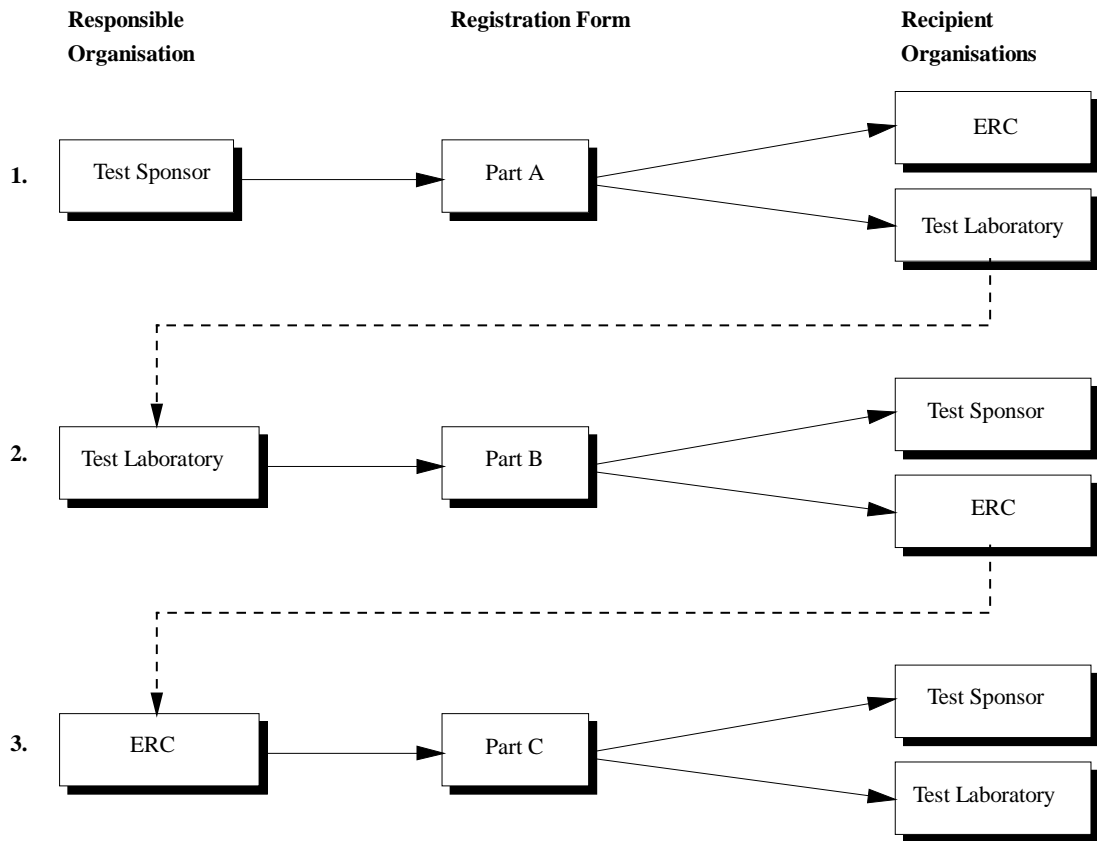 Responsible
Organisation
Registration Form
Recipient
Organisations
1.
Test Sponsor
Part A
ERC
Test Laboratory
2.
Test Laboratory
Part B
Test Sponsor
ERC
3.
ERC
Part C
Test Sponsor
Test Laboratory